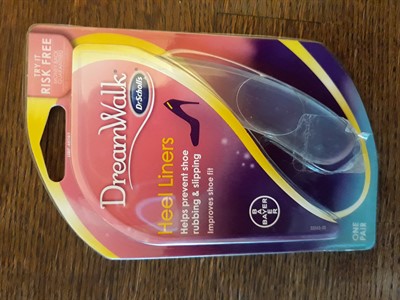 TRY IT
RISK FREE
DreamWalk®
Dr.Scholl's
Heel Liners
Helps prevent shoe
rubbing & slipping
Improves shoe fit
BAYER
BAYER
ONE
PAIR